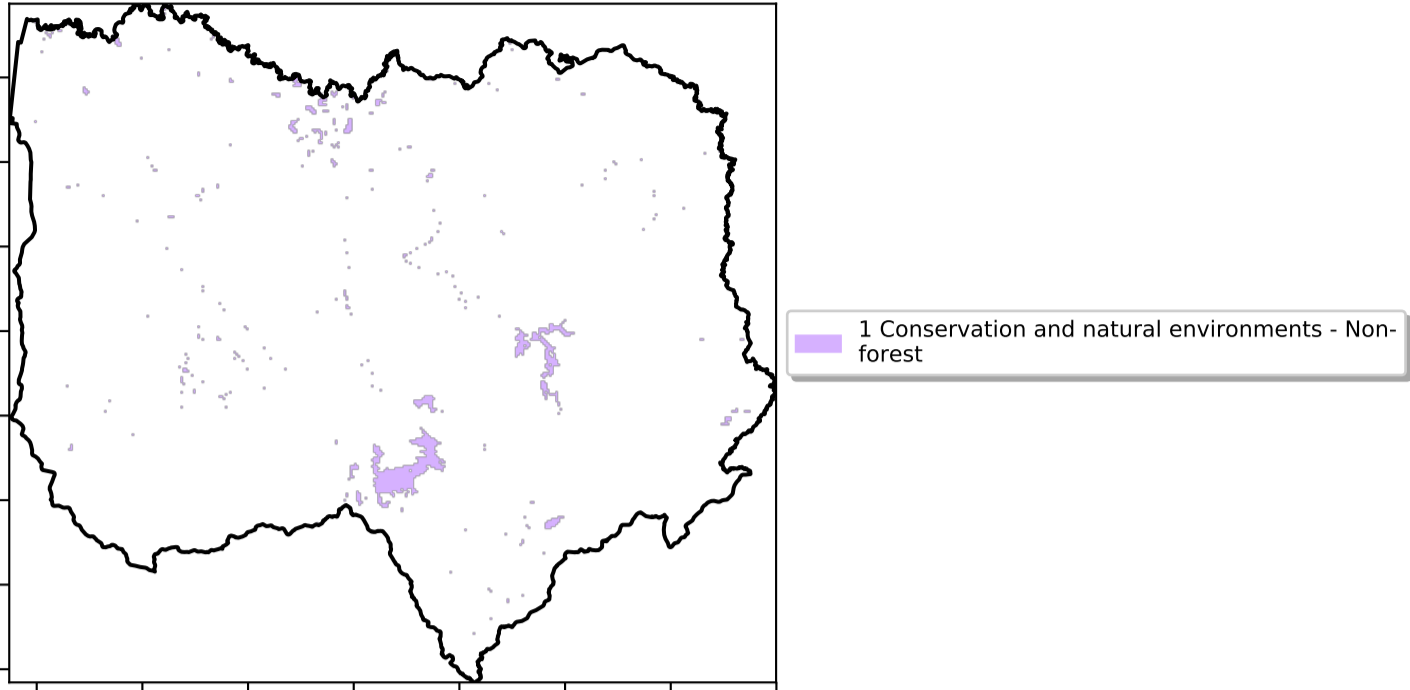 1 Conservation and natural environments - Non-
forest